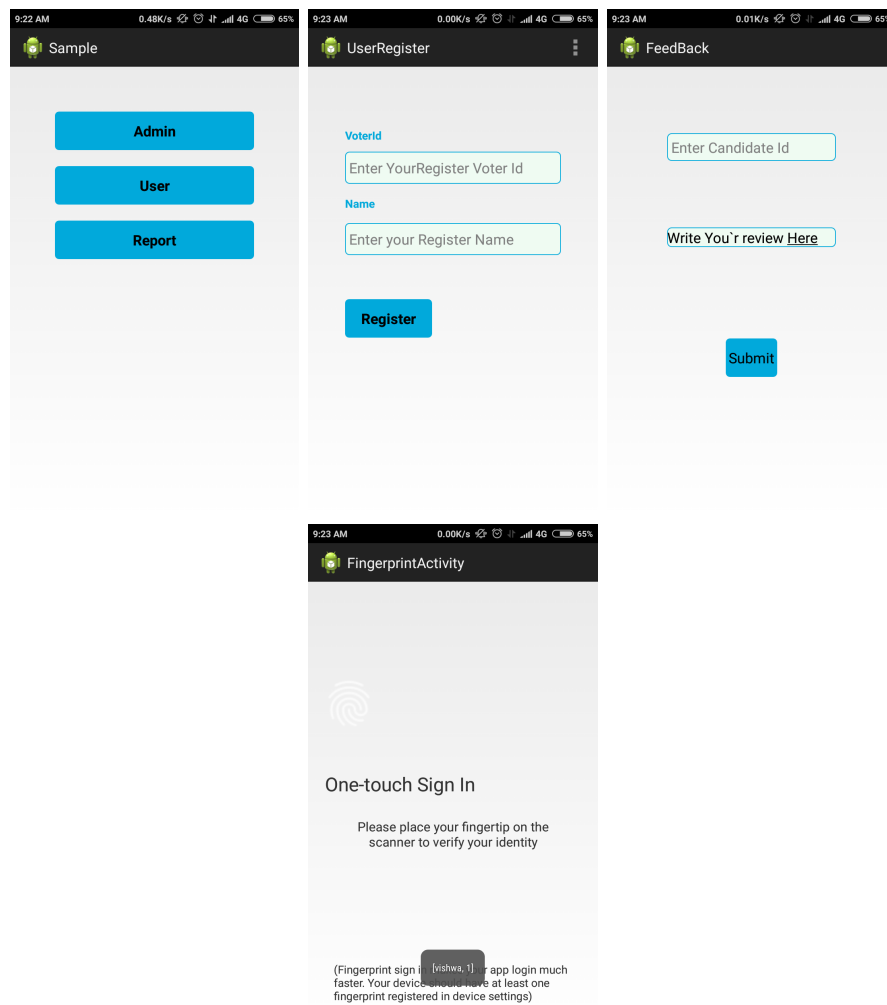 9:22 AM 0.48K/s 4G 65%
Sample
Admin
User
Report
9:23 AM 0.00K/s 4G 65%
UserRegister
VoterId
Enter YourRegister Voter Id
Name
Enter your Register Name
Register
9:23 AM 0.01K/s 4G 65
FeedBack
Enter Candidate Id
Write You`r review Here
Submit
9:23 AM 0.00K/s 4G 65%
FingerprintActivity
One-touch Sign In
Please place your fingertip on the
scanner to verify your identity
[vishwa, 1]
(Fingerprint sign in app login much
faster. Your device should have at least one
fingerprint registered in device settings)